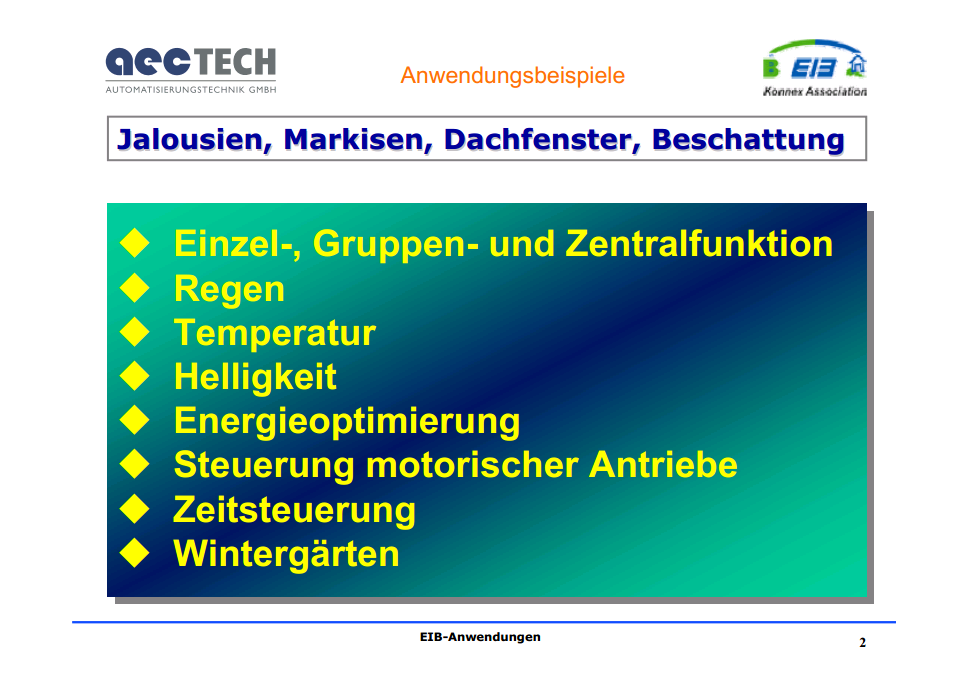 aecTECH
AUTOMATISIERUNGSTECHNIK GMBH
Anwendungsbeispiele
EIB
Konnex Association
Jalousien, Markisen, Dachfenster, Beschattung
Einzel-, Gruppen- und Zentralfunktion
Regen
Temperatur
Helligkeit
Energieoptimierung
Steuerung motorischer Antriebe
Zeitsteuerung
Wintergärten
EIB-Anwendungen
2